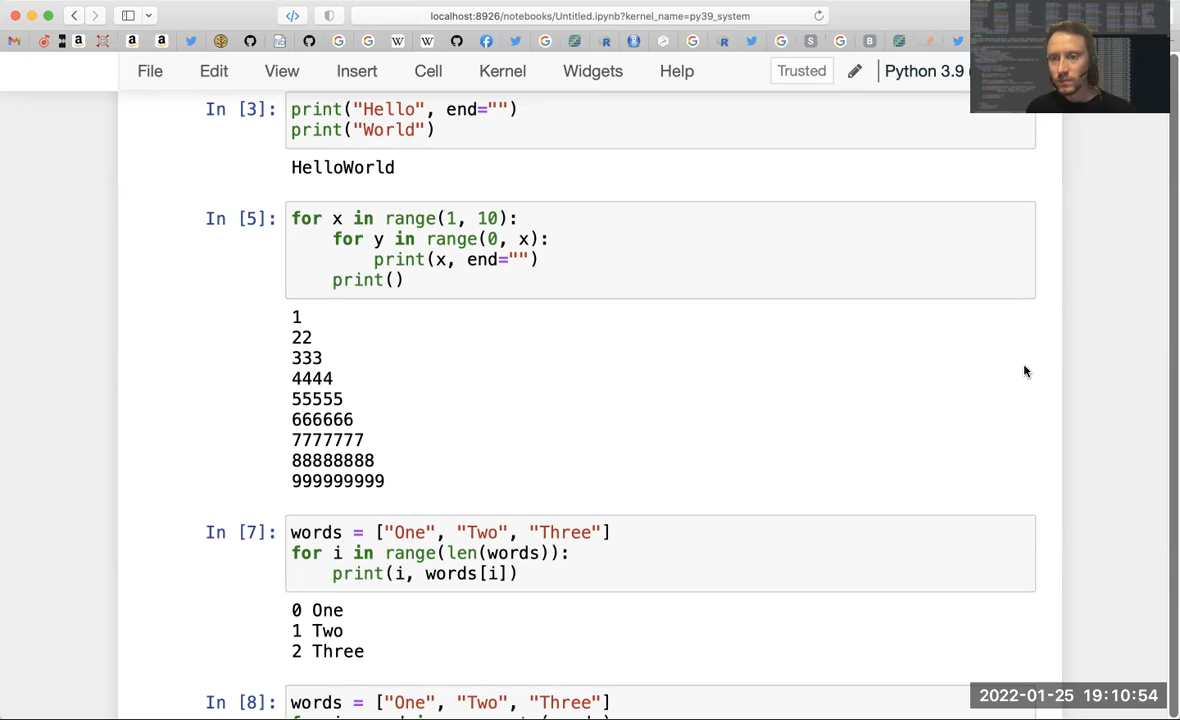 localhost:8926/notebooks/Untitled.ipynb?kernel_name=py39_system
File Edit View Insert Cell Kernel Widgets Help Trusted Python 3.9
In [3]: print("Hello", end="")
print("World")
HelloWorld
In [5]: for x in range(1, 10):
for y in range(0, x):
print(x, end="")
print()
1
22
333
4444
55555
666666
7777777
88888888
999999999
In [7]: words = ["One", "Two", "Three"]
for i in range(len(words)):
print(i, words[i])
0 One
1 Two
2 Three
In [8]: words = ["One", "Two", "Three"]
2022-01-25 19:10:54